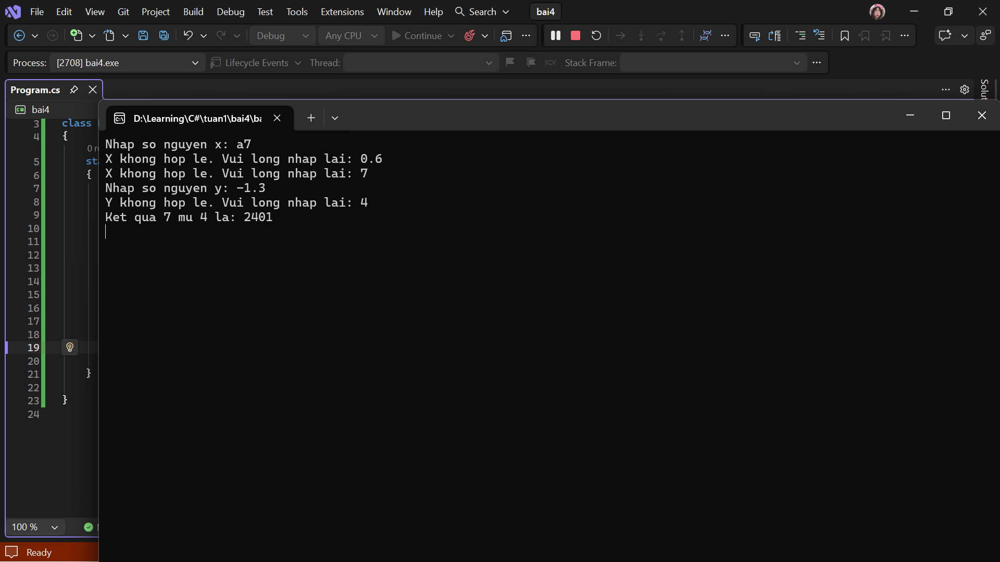 File Edit View Git Project Build Debug Test Tools Extensions Window Help Search bai4
Debug Any CPU Continue
Process: [2708] bai4.exe Lifecycle Events Thread: Stack Frame:
Program.cs
Solut
bai4
D:\Learning\C#\tuan1\bai4\ba
3 class
4 {
0 re
5 sta
6 {
7
8
9
10
11
12
13
14
15
16
17
18
19
20
21 }
22
23 }
24
Nhap so nguyen x: a7
X khong hop le. Vui long nhap lai: 0.6
X khong hop le. Vui long nhap lai: 7
Nhap so nguyen y: -1.3
Y khong hop le. Vui long nhap lai: 4
Ket qua 7 mu 4 la: 2401
100 %
Ready